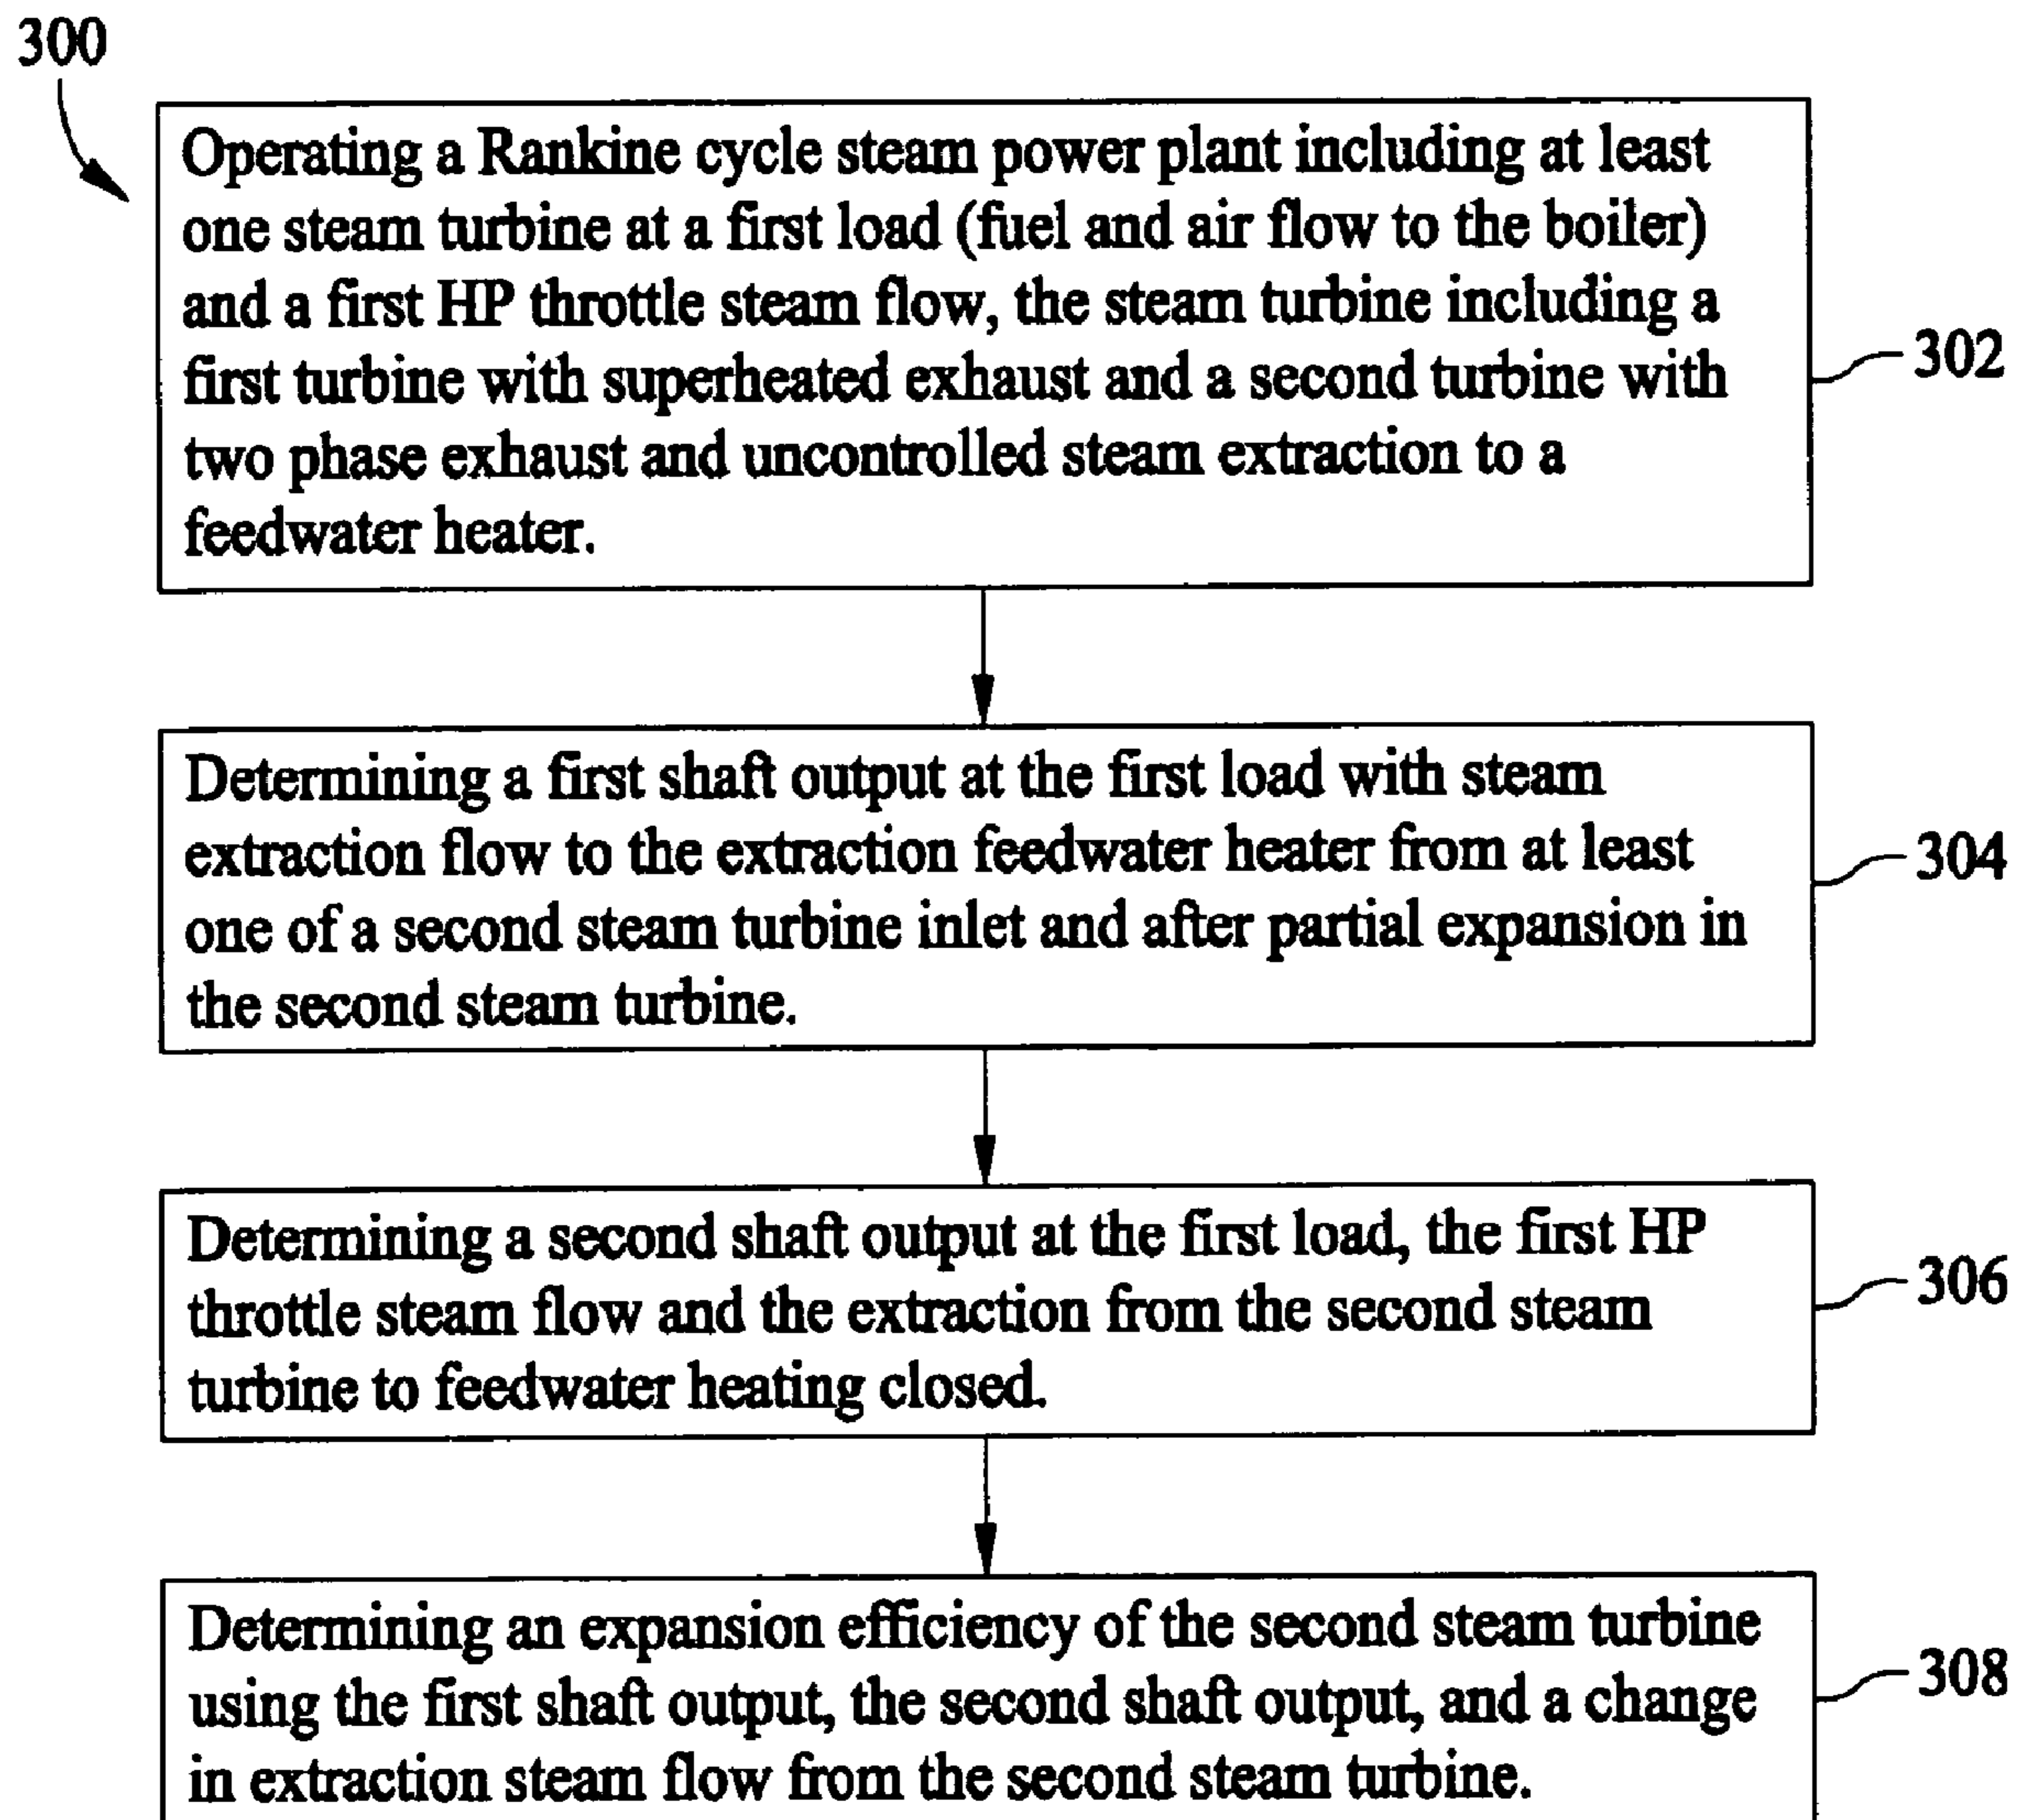 300
Operating a Rankine cycle steam power plant including at least
one steam turbine at a first load (fuel and air flow to the boiler)
and a first HP throttle steam flow, the steam turbine including a
first turbine with superheated exhaust and a second turbine with
two phase exhaust and uncontrolled steam extraction to a
feedwater heater.
302
Determining a first shaft output at the first load with steam
extraction flow to the extraction feedwater heater from at least
one of a second steam turbine inlet and after partial expansion in
the second steam turbine.
304
Determining a second shaft output at the first load, the first HP
throttle steam flow and the extraction from the second steam
turbine to feedwater heating closed.
306
Determining an expansion efficiency of the second steam turbine
using the first shaft output, the second shaft output, and a change
in extraction steam flow from the second steam turbine.
308